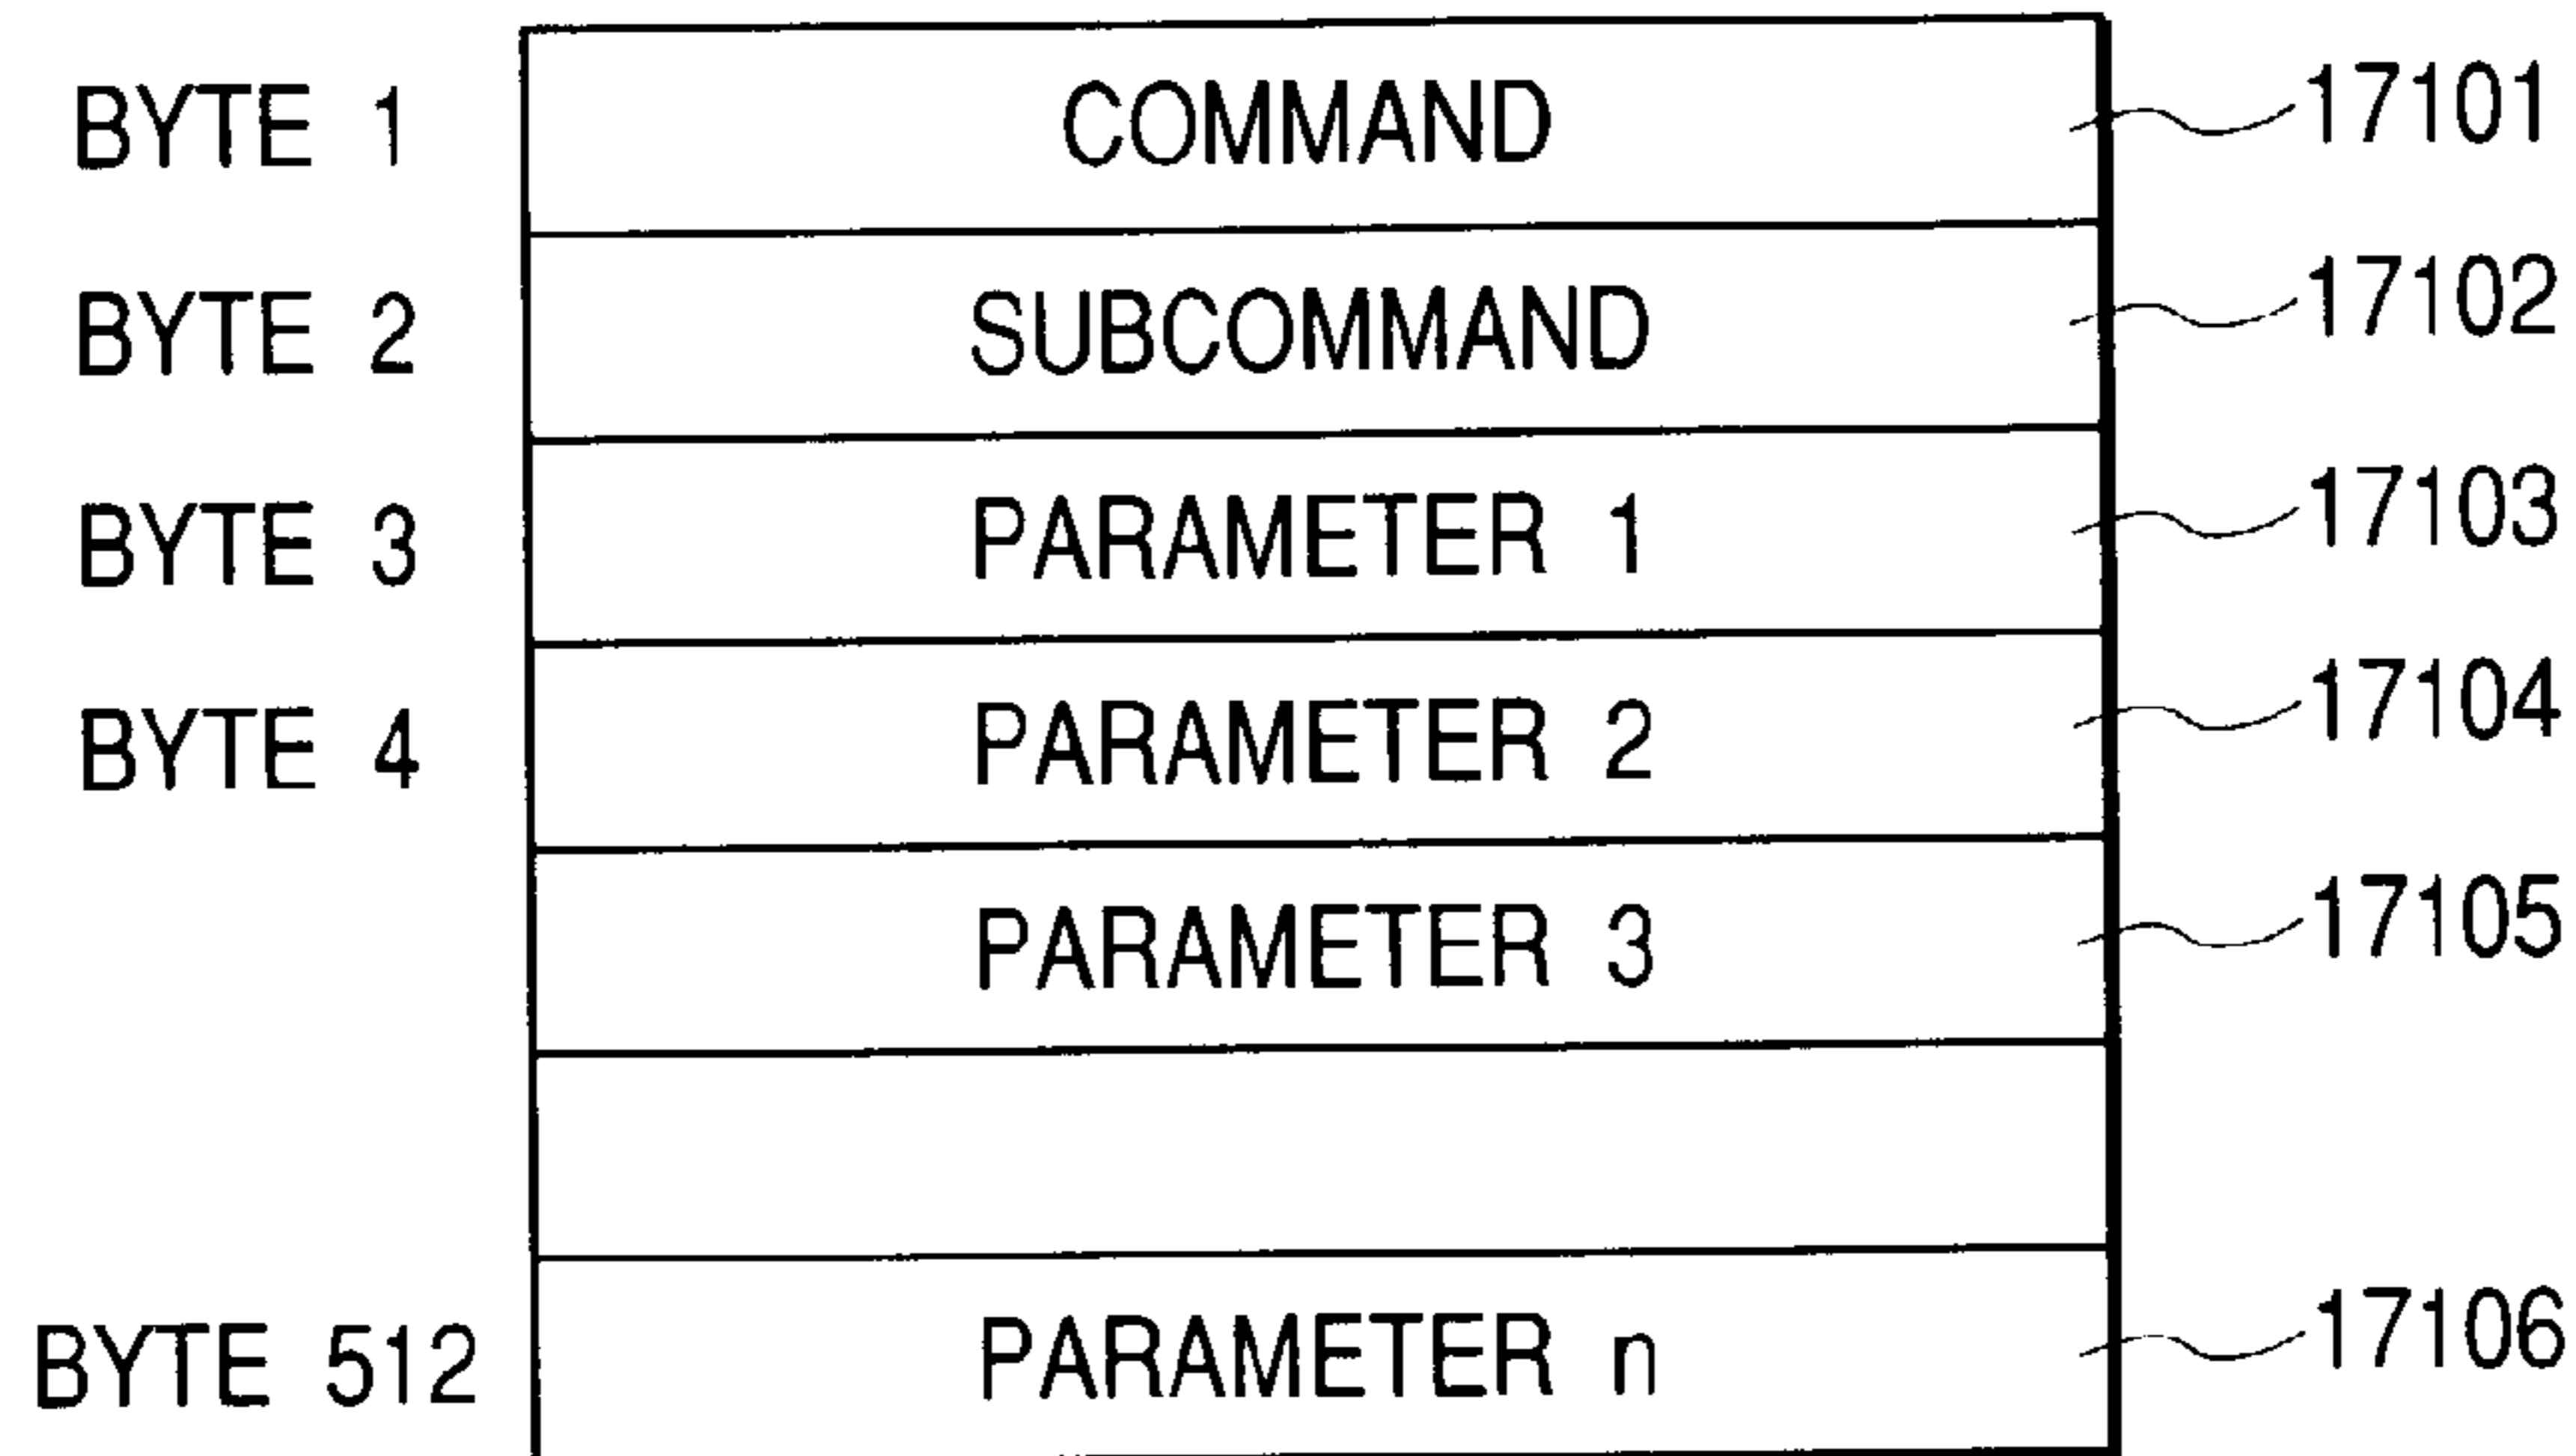 BYTE 1 COMMAND 17101
BYTE 2 SUBCOMMAND 17102
BYTE 3 PARAMETER 1 17103
BYTE 4 PARAMETER 2 17104
PARAMETER 3 17105
BYTE 512 PARAMETER n 17106